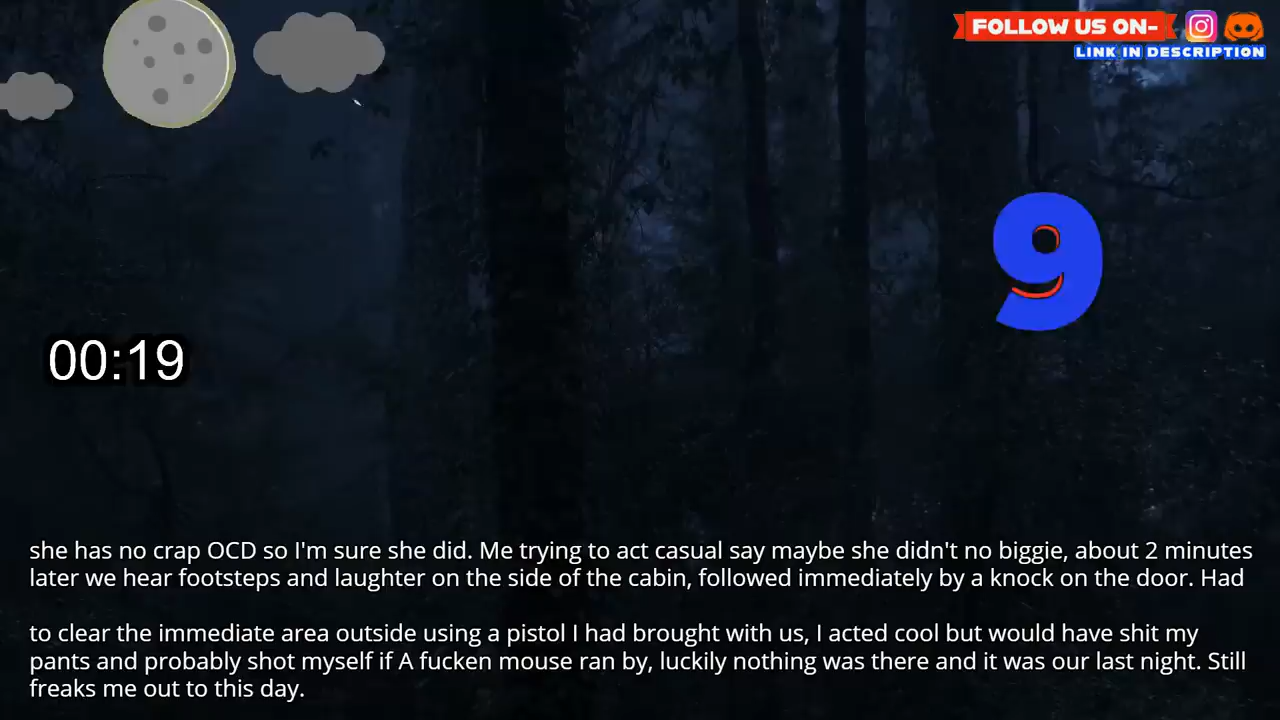 FOLLOW US ON-
LINK IN DESCRIPTION
9
00:19
she has no crap OCD so I'm sure she did. Me trying to act casual say maybe she didn't no biggie, about 2 minutes
later we hear footsteps and laughter on the side of the cabin, followed immediately by a knock on the door. Had
to clear the immediate area outside using a pistol I had brought with us, I acted cool but would have shit my
pants and probably shot myself if A fucken mouse ran by, luckily nothing was there and it was our last night. Still
freaks me out to this day.